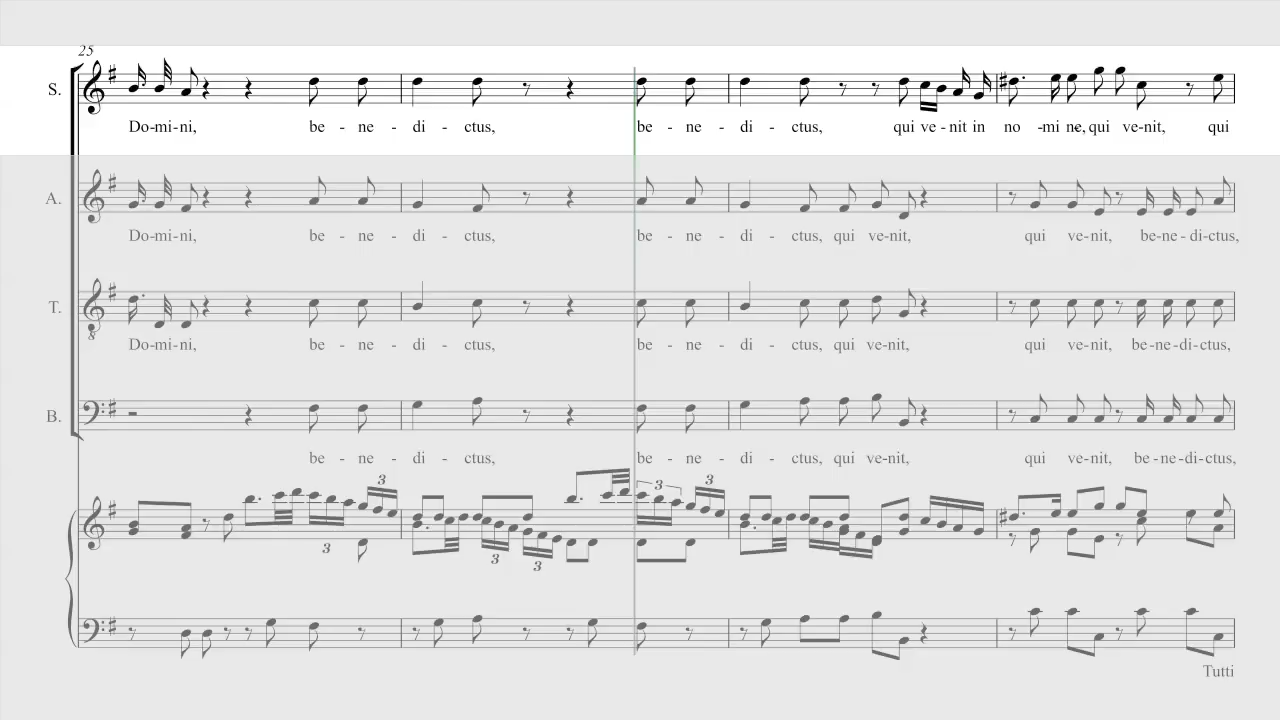 25
S.
Do-mi-ni, be - ne - di - ctus, be - ne - di - ctus, qui ve - nit in no - mi ne, qui ve-nit, qui
A.
Do-mi-ni, be - ne - di - ctus, be - ne - di - ctus, qui ve-nit, qui ve-nit, be-ne - di-ctus,
T.
8
Do-mi-ni, be - ne - di - ctus, be - ne - di - ctus, qui ve-nit, qui ve-nit, be-ne-di-ctus,
B.
be - ne - di - ctus, be - ne - di - ctus, qui ve-nit, qui ve-nit, be-ne-di-ctus,
3 3 3
3 3 3
Tutti